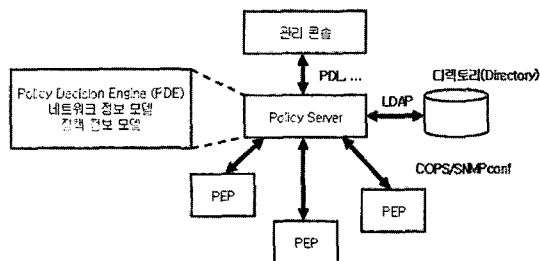 관리 콘솔
PDL, ...
디렉토리(Directory)
Policy Decision Engine (PDE)
네트워크 정보 모델
정책 정보 모델
Policy Server
LDAP
COPS/SNMPconf
PEP
PEP
PEP